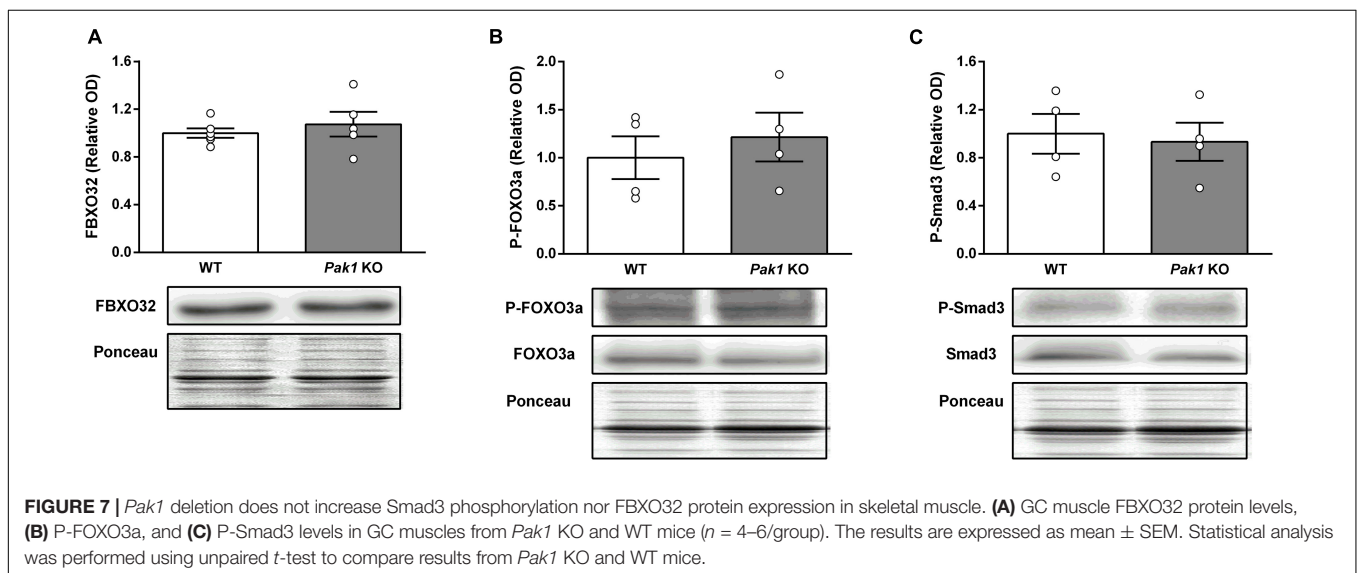 A
FBXO32 (Relative OD)
1.6
1.2
0.8
0.4
0.0
WT
Pak1 KO
FBXO32
Ponceau
B
P-FOXO3a (Relative OD)
2.0
1.5
1.0
0.5
0.0
WT
Pak1 KO
P-FOXO3a
FOXO3a
Ponceau
C
P-Smad3 (Relative OD)
1.6
1.2
0.8
0.4
0.0
WT
Pak1 KO
P-Smad3
Smad3
Ponceau
FIGURE 7 | Pak1 deletion does not increase Smad3 phosphorylation nor FBXO32 protein expression in skeletal muscle. (A) GC muscle FBXO32 protein levels,
(B) P-FOXO3a, and (C) P-Smad3 levels in GC muscles from Pak1 KO and WT mice (n = 4–6/group). The results are expressed as mean ± SEM. Statistical analysis
was performed using unpaired t-test to compare results from Pak1 KO and WT mice.